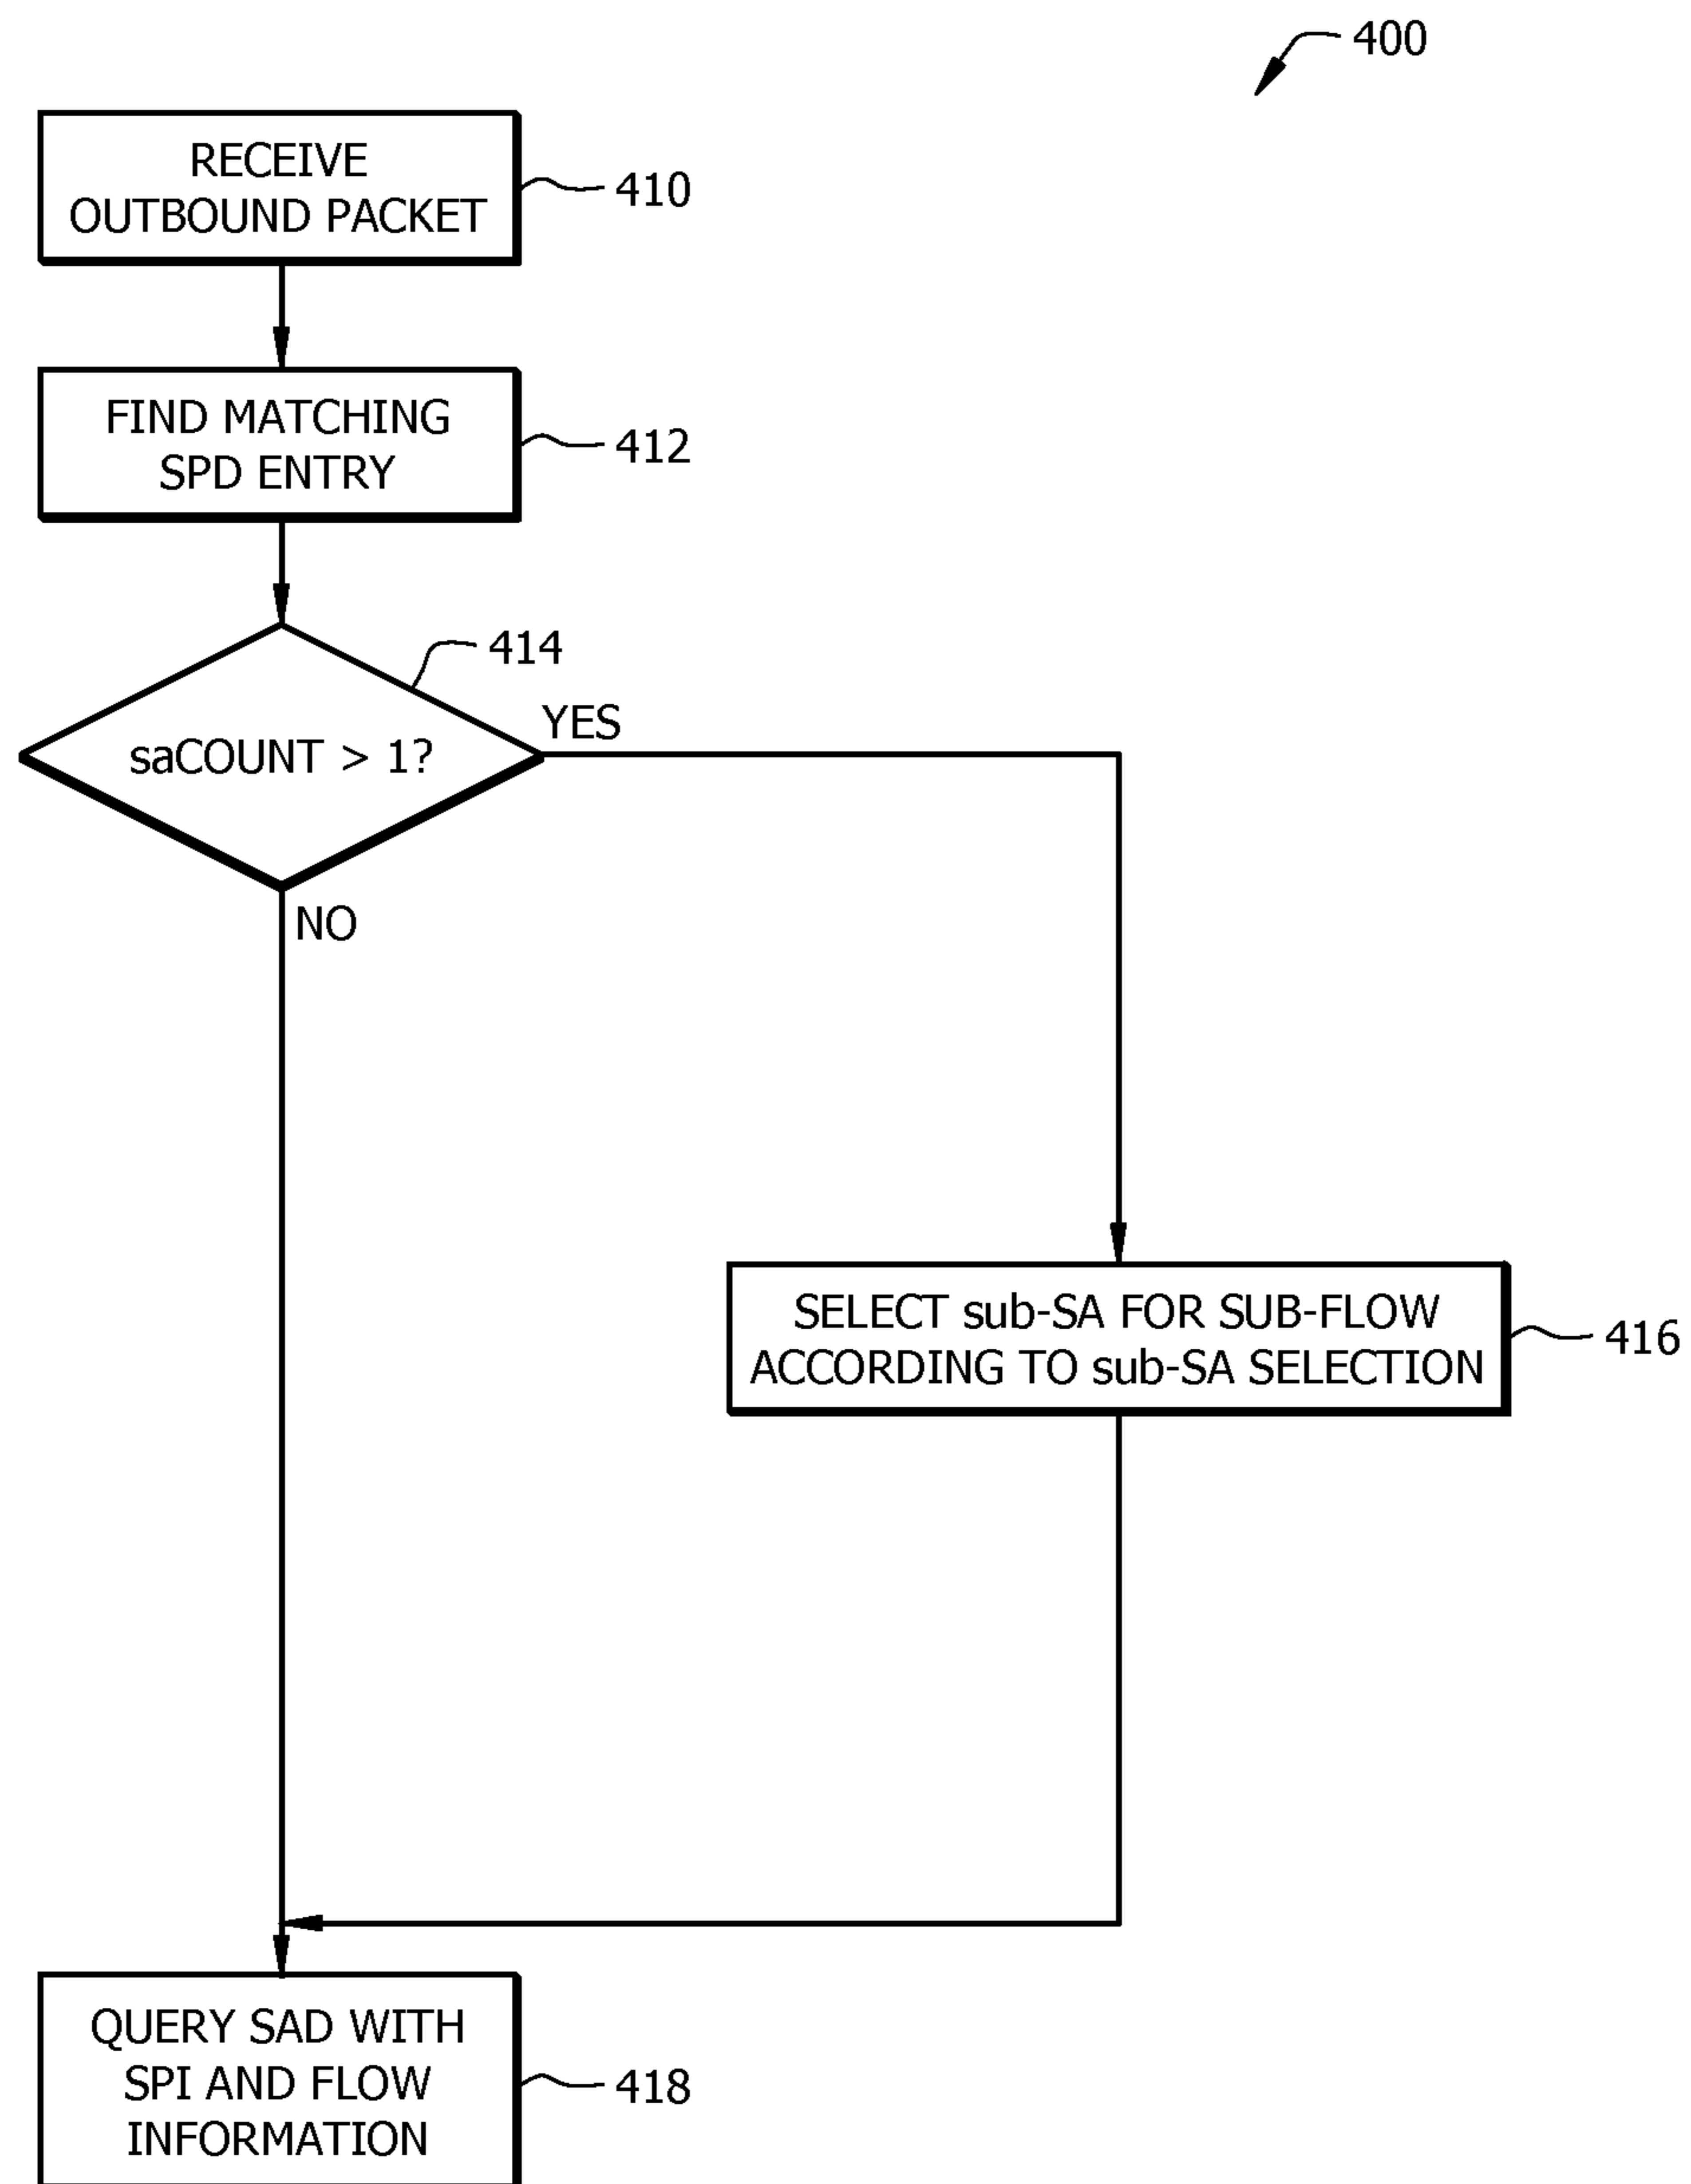 400
RECEIVE
OUTBOUND PACKET
410
FIND MATCHING
SPD ENTRY
412
414
saCOUNT > 1?
YES
NO
SELECT sub-SA FOR SUB-FLOW
ACCORDING TO sub-SA SELECTION
416
QUERY SAD WITH
SPI AND FLOW
INFORMATION
418